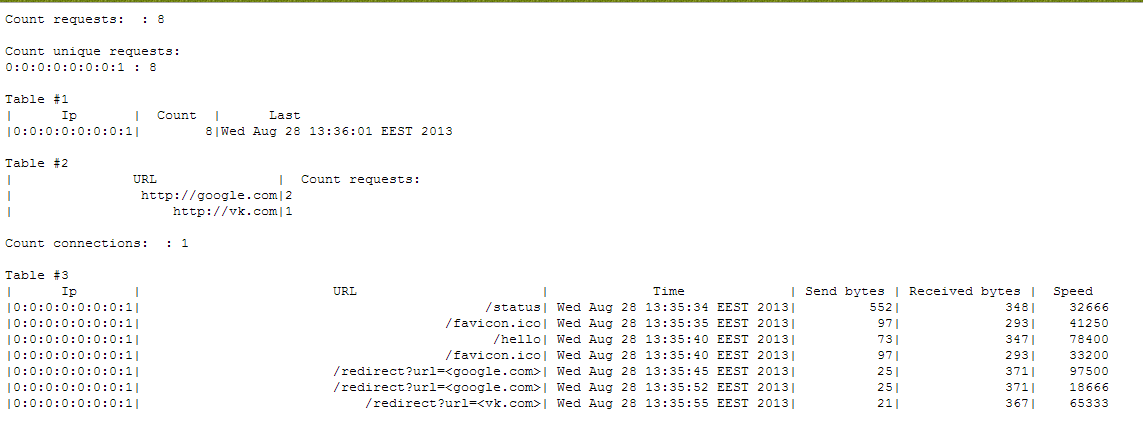 Count requests:  : 8
Count unique requests:
0:0:0:0:0:0:0:1 : 8
Table #1
|      Ip       |  Count  |      Last
|0:0:0:0:0:0:0:1|        8|Wed Aug 28 13:36:01 EEST 2013
Table #2
|               URL               |  Count requests:
|                http://google.com|2
|                    http://vk.com|1
Count connections:  : 1
Table #3
|      Ip       |                        URL                       |             Time             | Send bytes | Received bytes |  Speed
|0:0:0:0:0:0:0:1|                                           /status| Wed Aug 28 13:35:34 EEST 2013|         552|             348|    32666
|0:0:0:0:0:0:0:1|                                      /favicon.ico| Wed Aug 28 13:35:35 EEST 2013|          97|             293|    41250
|0:0:0:0:0:0:0:1|                                            /hello| Wed Aug 28 13:35:40 EEST 2013|          73|             347|    78400
|0:0:0:0:0:0:0:1|                                      /favicon.ico| Wed Aug 28 13:35:40 EEST 2013|          97|             293|    33200
|0:0:0:0:0:0:0:1|                        /redirect?url=<google.com>| Wed Aug 28 13:35:45 EEST 2013|          25|             371|    97500
|0:0:0:0:0:0:0:1|                        /redirect?url=<google.com>| Wed Aug 28 13:35:52 EEST 2013|          25|             371|    18666
|0:0:0:0:0:0:0:1|                            /redirect?url=<vk.com>| Wed Aug 28 13:35:55 EEST 2013|          21|             367|    65333